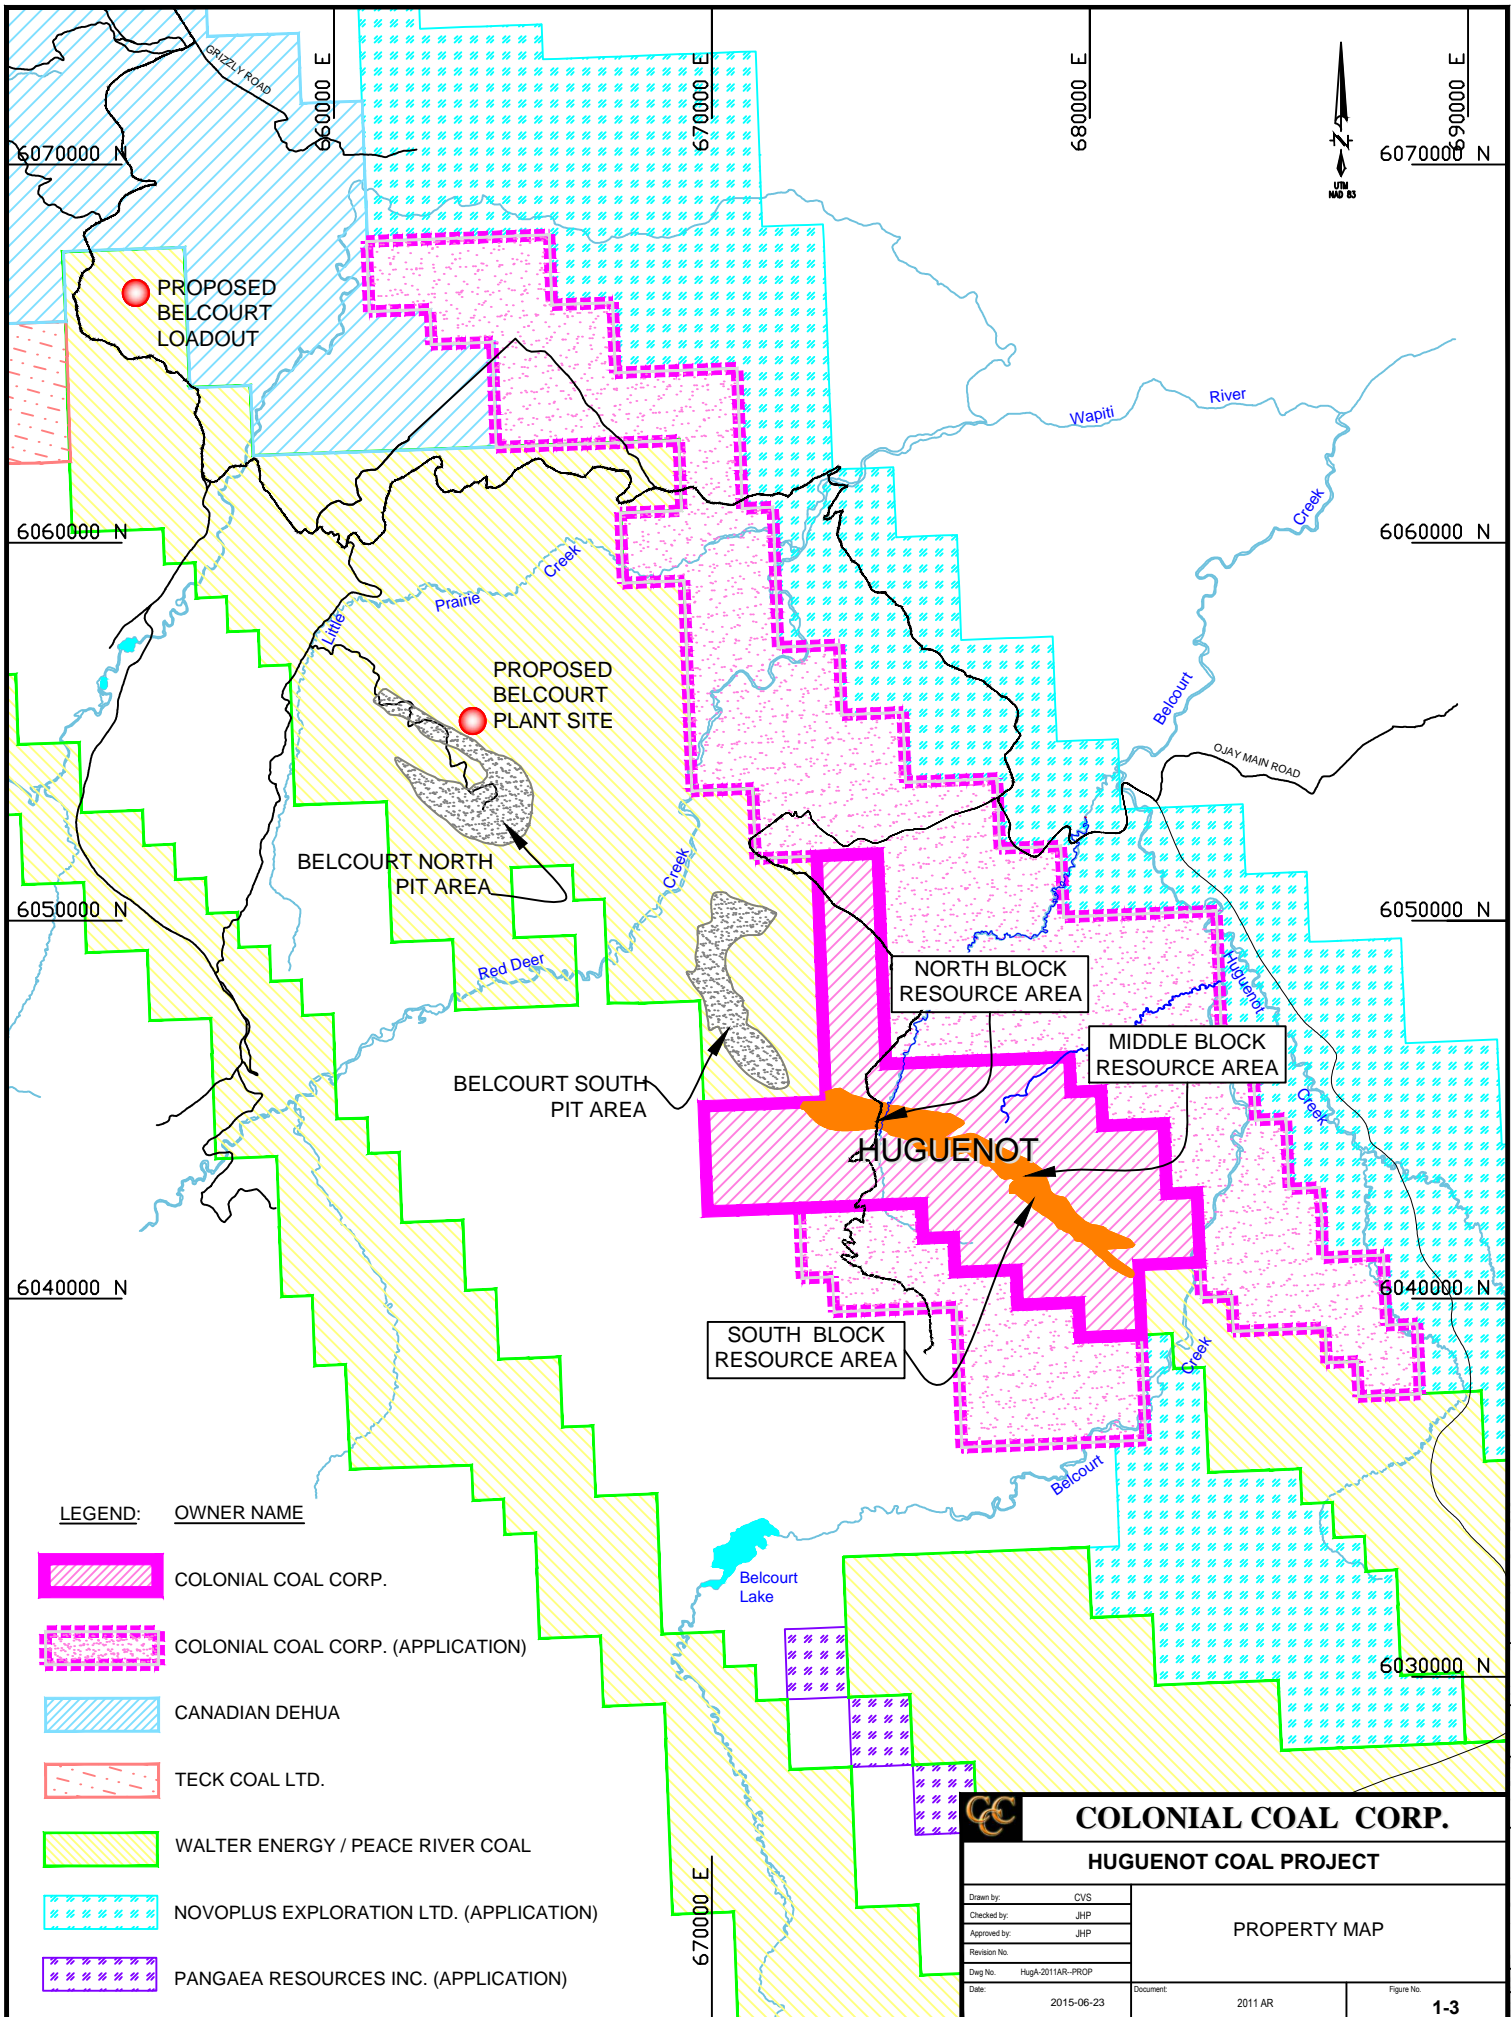 GRIZZLY ROAD
660000 E
670000 E
680000 E
690000 E
6070000 N
6070000 N
N
UTM
NAD 83
PROPOSED
BELCOURT
LOADOUT
Wapiti
River
Creek
6060000 N
6060000 N
Creek
Prairie
Little
Belcourt
PROPOSED
BELCOURT
PLANT SITE
OJAY MAIN ROAD
BELCOURT NORTH
PIT AREA
Creek
6050000 N
6050000 N
Red Deer
Huguenot
NORTH BLOCK
RESOURCE AREA
MIDDLE BLOCK
RESOURCE AREA
BELCOURT SOUTH
PIT AREA
Creek
HUGUENOT
6040000 N
6040000 N
SOUTH BLOCK
RESOURCE AREA
Creek
Belcourt
LEGEND: OWNER NAME
Belcourt
Lake
COLONIAL COAL CORP.
COLONIAL COAL CORP. (APPLICATION)
6030000 N
CANADIAN DEHUA
TECK COAL LTD.
WALTER ENERGY / PEACE RIVER COAL
NOVOPLUS EXPLORATION LTD. (APPLICATION)
PANGAEA RESOURCES INC. (APPLICATION)
670000 E
CCC
COLONIAL COAL CORP.
HUGUENOT COAL PROJECT
Drawn by: CVS
Checked by: JHP
Approved by: JHP
Revision No.
Dwg No. HugA-2011AR--PROP
PROPERTY MAP
Date: 2015-06-23
Document: 2011 AR
Figure No. 1-3